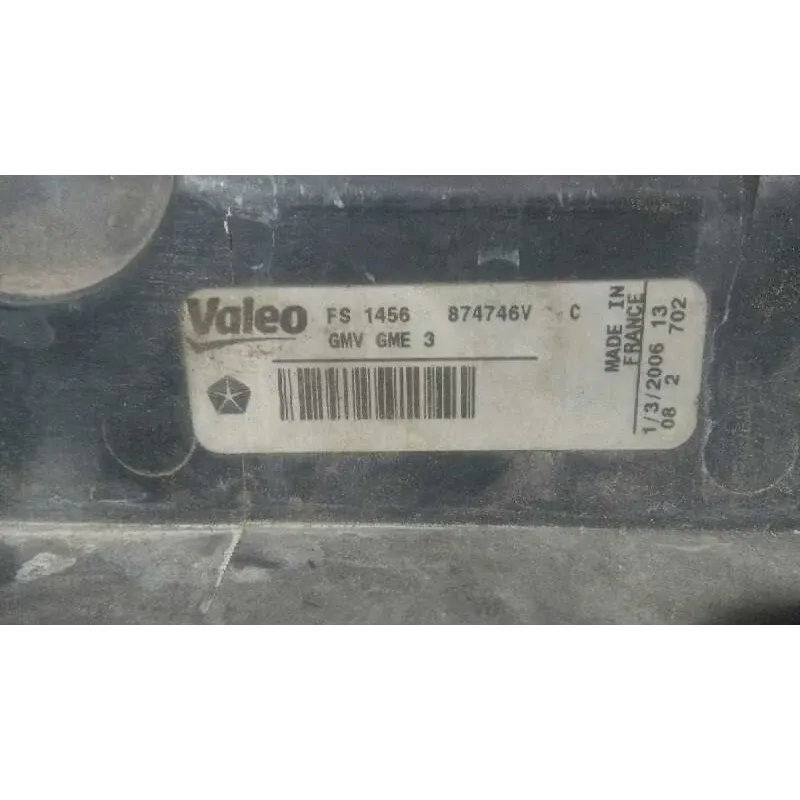 Valeo FS 1456 874746V C
GMV GME 3
MADE IN
FRANCE
1/3/2006 13
08 2 702